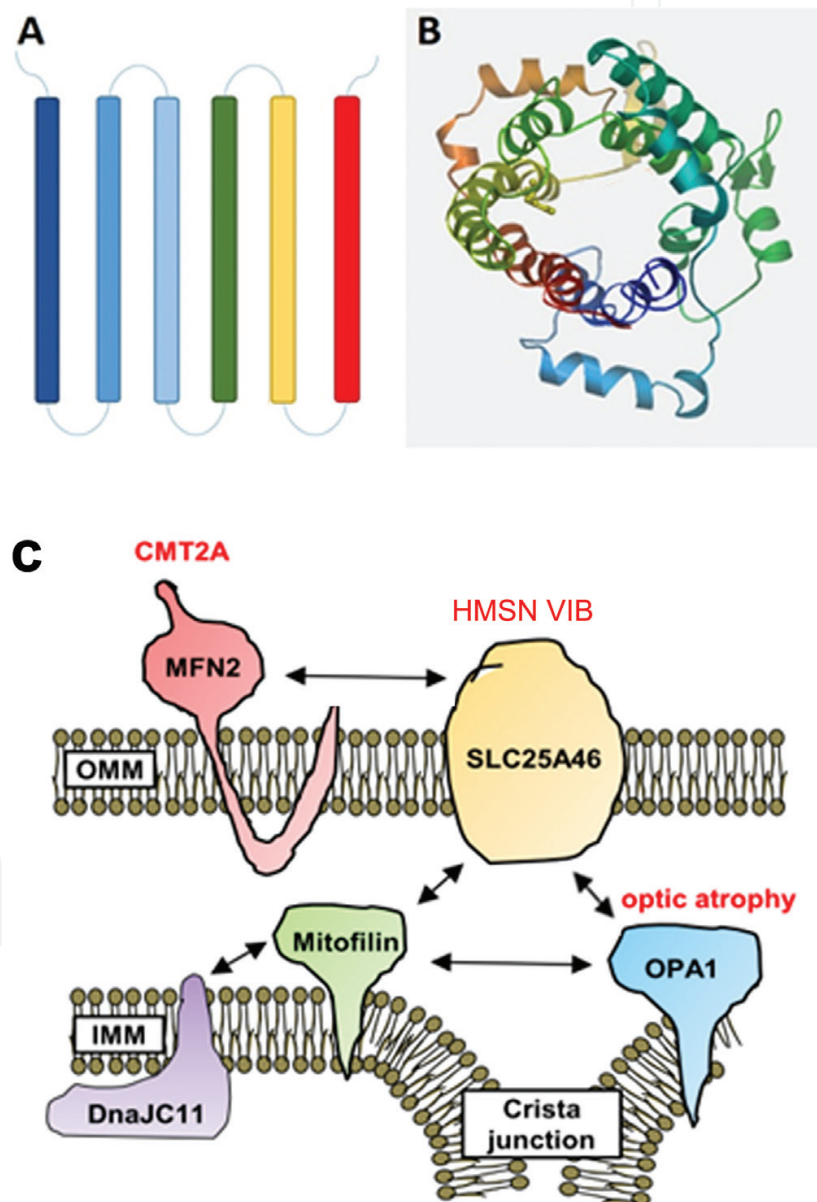 A
B
C
CMT2A
HMSN VIB
MFN2
SLC25A46
OMM
optic atrophy
Mitofilin
OPA1
IMM
DnaJC11
Crista
junction